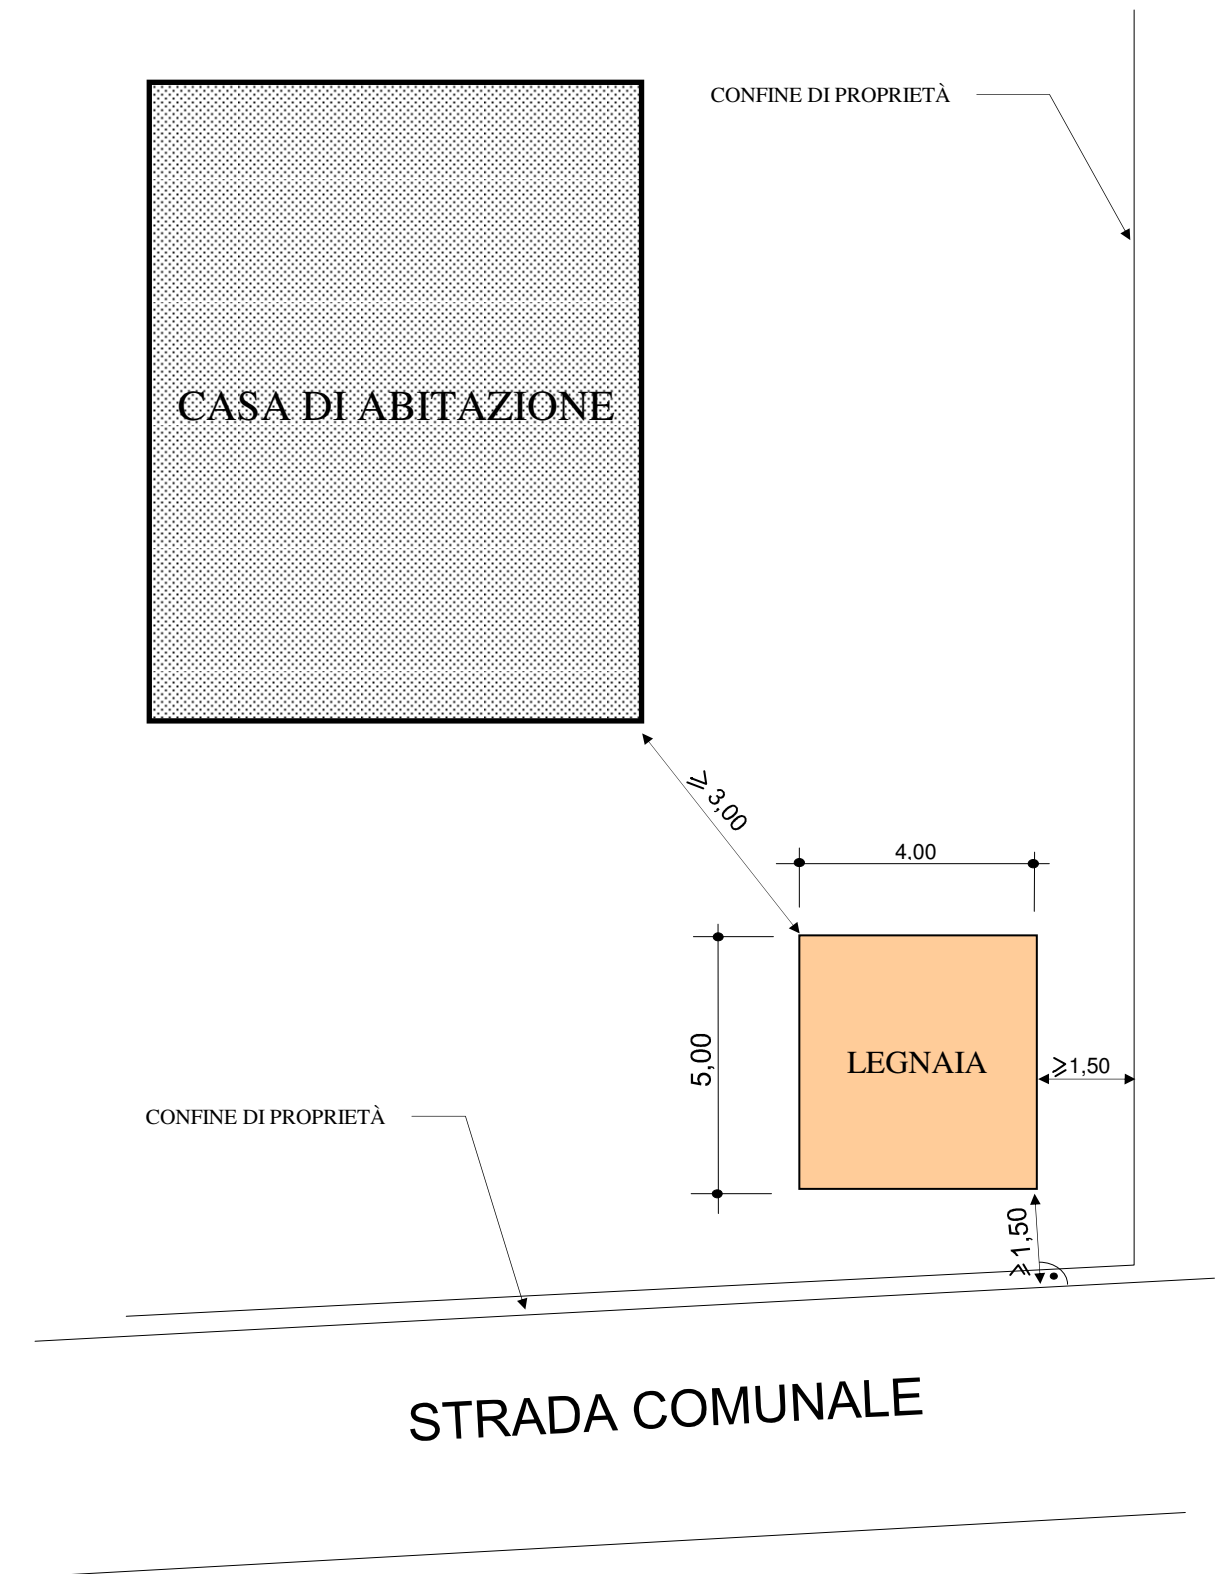 CONFINE DI PROPRIETÀ
CASA DI ABITAZIONE
⩾ 3,00
4,00
5,00
LEGNAIA
⩾1,50
CONFINE DI PROPRIETÀ
⩾ 1,50
STRADA COMUNALE